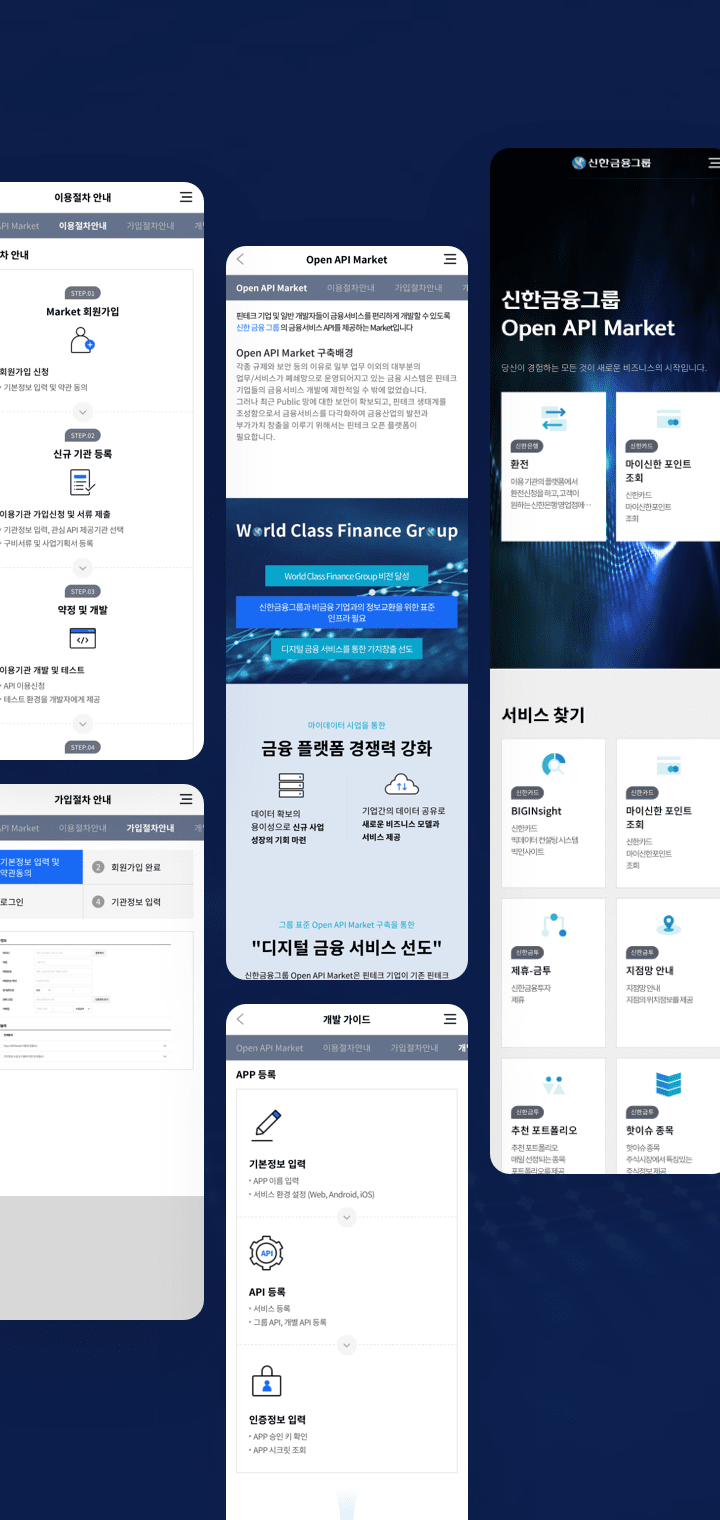 이용절차 안내
API Market 이용절차안내 가입절차안내
차 안내
STEP.01
Market 회원가입
회원가입 신청
기본정보 입력 및 약관 동의
STEP.02
신규 기관 등록
이용기관 가입신청 및 서류 제출
기관정보 입력, 관심 API 제공기관 선택
구비서류 및 사업기획서 등록
STEP.03
약정 및 개발
이용기관 개발 및 테스트
API 이용신청
테스트 환경을 개발자에게 제공
STEP.04
가입절차 안내
API Market 이용절차안내 가입절차안내
기본정보 입력 및
약관동의
2 회원가입 완료
로그인
4 기관정보 입력
Open API Market
Open API Market 이용절차안내 가입절차안내
핀테크 기업 및 일반 개발자들이 금융서비스를 편리하게 개발할 수 있도록
신한 금융 그룹의 금융서비스 API를 제공하는 Market입니다
Open API Market 구축배경
각종 규제와 보안 등의 이유로 일부 업무 이외의 대부분의
업무/서비스가 폐쇄망으로 운영되어지고 있는 금융 시스템은 핀테크
기업들의 금융서비스 개발에 제한적일 수 밖에 없었습니다.
그러나 최근 Public 망에 대한 보안이 확보되고, 핀테크 생태계를
조성함으로서 금융서비스를 다각화하여 금융산업의 발전과
부가가치 창출을 이루기 위해서는 핀테크 오픈 플랫폼이
필요합니다.
World Class Finance Group
World Class Finance Group 비전 달성
신한금융그룹과 비금융 기업과의 정보교환을 위한 표준
인프라 필요
디지털 금융 서비스를 통한 가치창출 선도
마이데이터 시업을 통한
금융 플랫폼 경쟁력 강화
데이터 확보의
용이성으로 신규 사업
성장의 기회 마련
기업간의 데이터 공유로
새로운 비즈니스 모델과
서비스 제공
그룹 표준 Open API Market 구축을 통한
"디지털 금융 서비스 선도"
신한금융그룹 Open API Market은 핀테크 기업이 기존 핀테크
개발 가이드
Open API Market 이용절차안내 가입절차안내
APP 등록
기본정보 입력
APP 이름 입력
서비스 환경 설정 (Web, Android, iOS)
API
API 등록
서비스 등록
그룹 API, 개별 API 등록
인증정보 입력
APP 승인 키 확인
APP 시크릿 조회
신한금융그룹
신한금융그룹
Open API Market
당신이 경험하는 모든 것이 새로운 비즈니스의 시작입니다.
신한은행
환전
이용 기관의 플랫폼에서
환전신청을 하고, 고객이
원하는 신한은행 영업점에…
신한카드
마이신한 포인트
조회
신한카드
마이신한포인트
조회
서비스 찾기
신한카드
BIGINsight
신한카드
빅데이터 컨설팅 시스템
빅인사이트
신한카드
마이신한 포인트
조회
신한카드
마이신한포인트
조회
신한금투
제휴-금투
신한금융투자
제휴
신한금투
지점망 안내
지점망 안내
지점의 위치정보를 제공
신한금투
추천 포트폴리오
추천 포트폴리오
매일 선정되는 종목
포트폴리오를 제공
신한금투
핫이슈 종목
핫이슈 종목
주식시장에서 특징있는
주식정보 제공